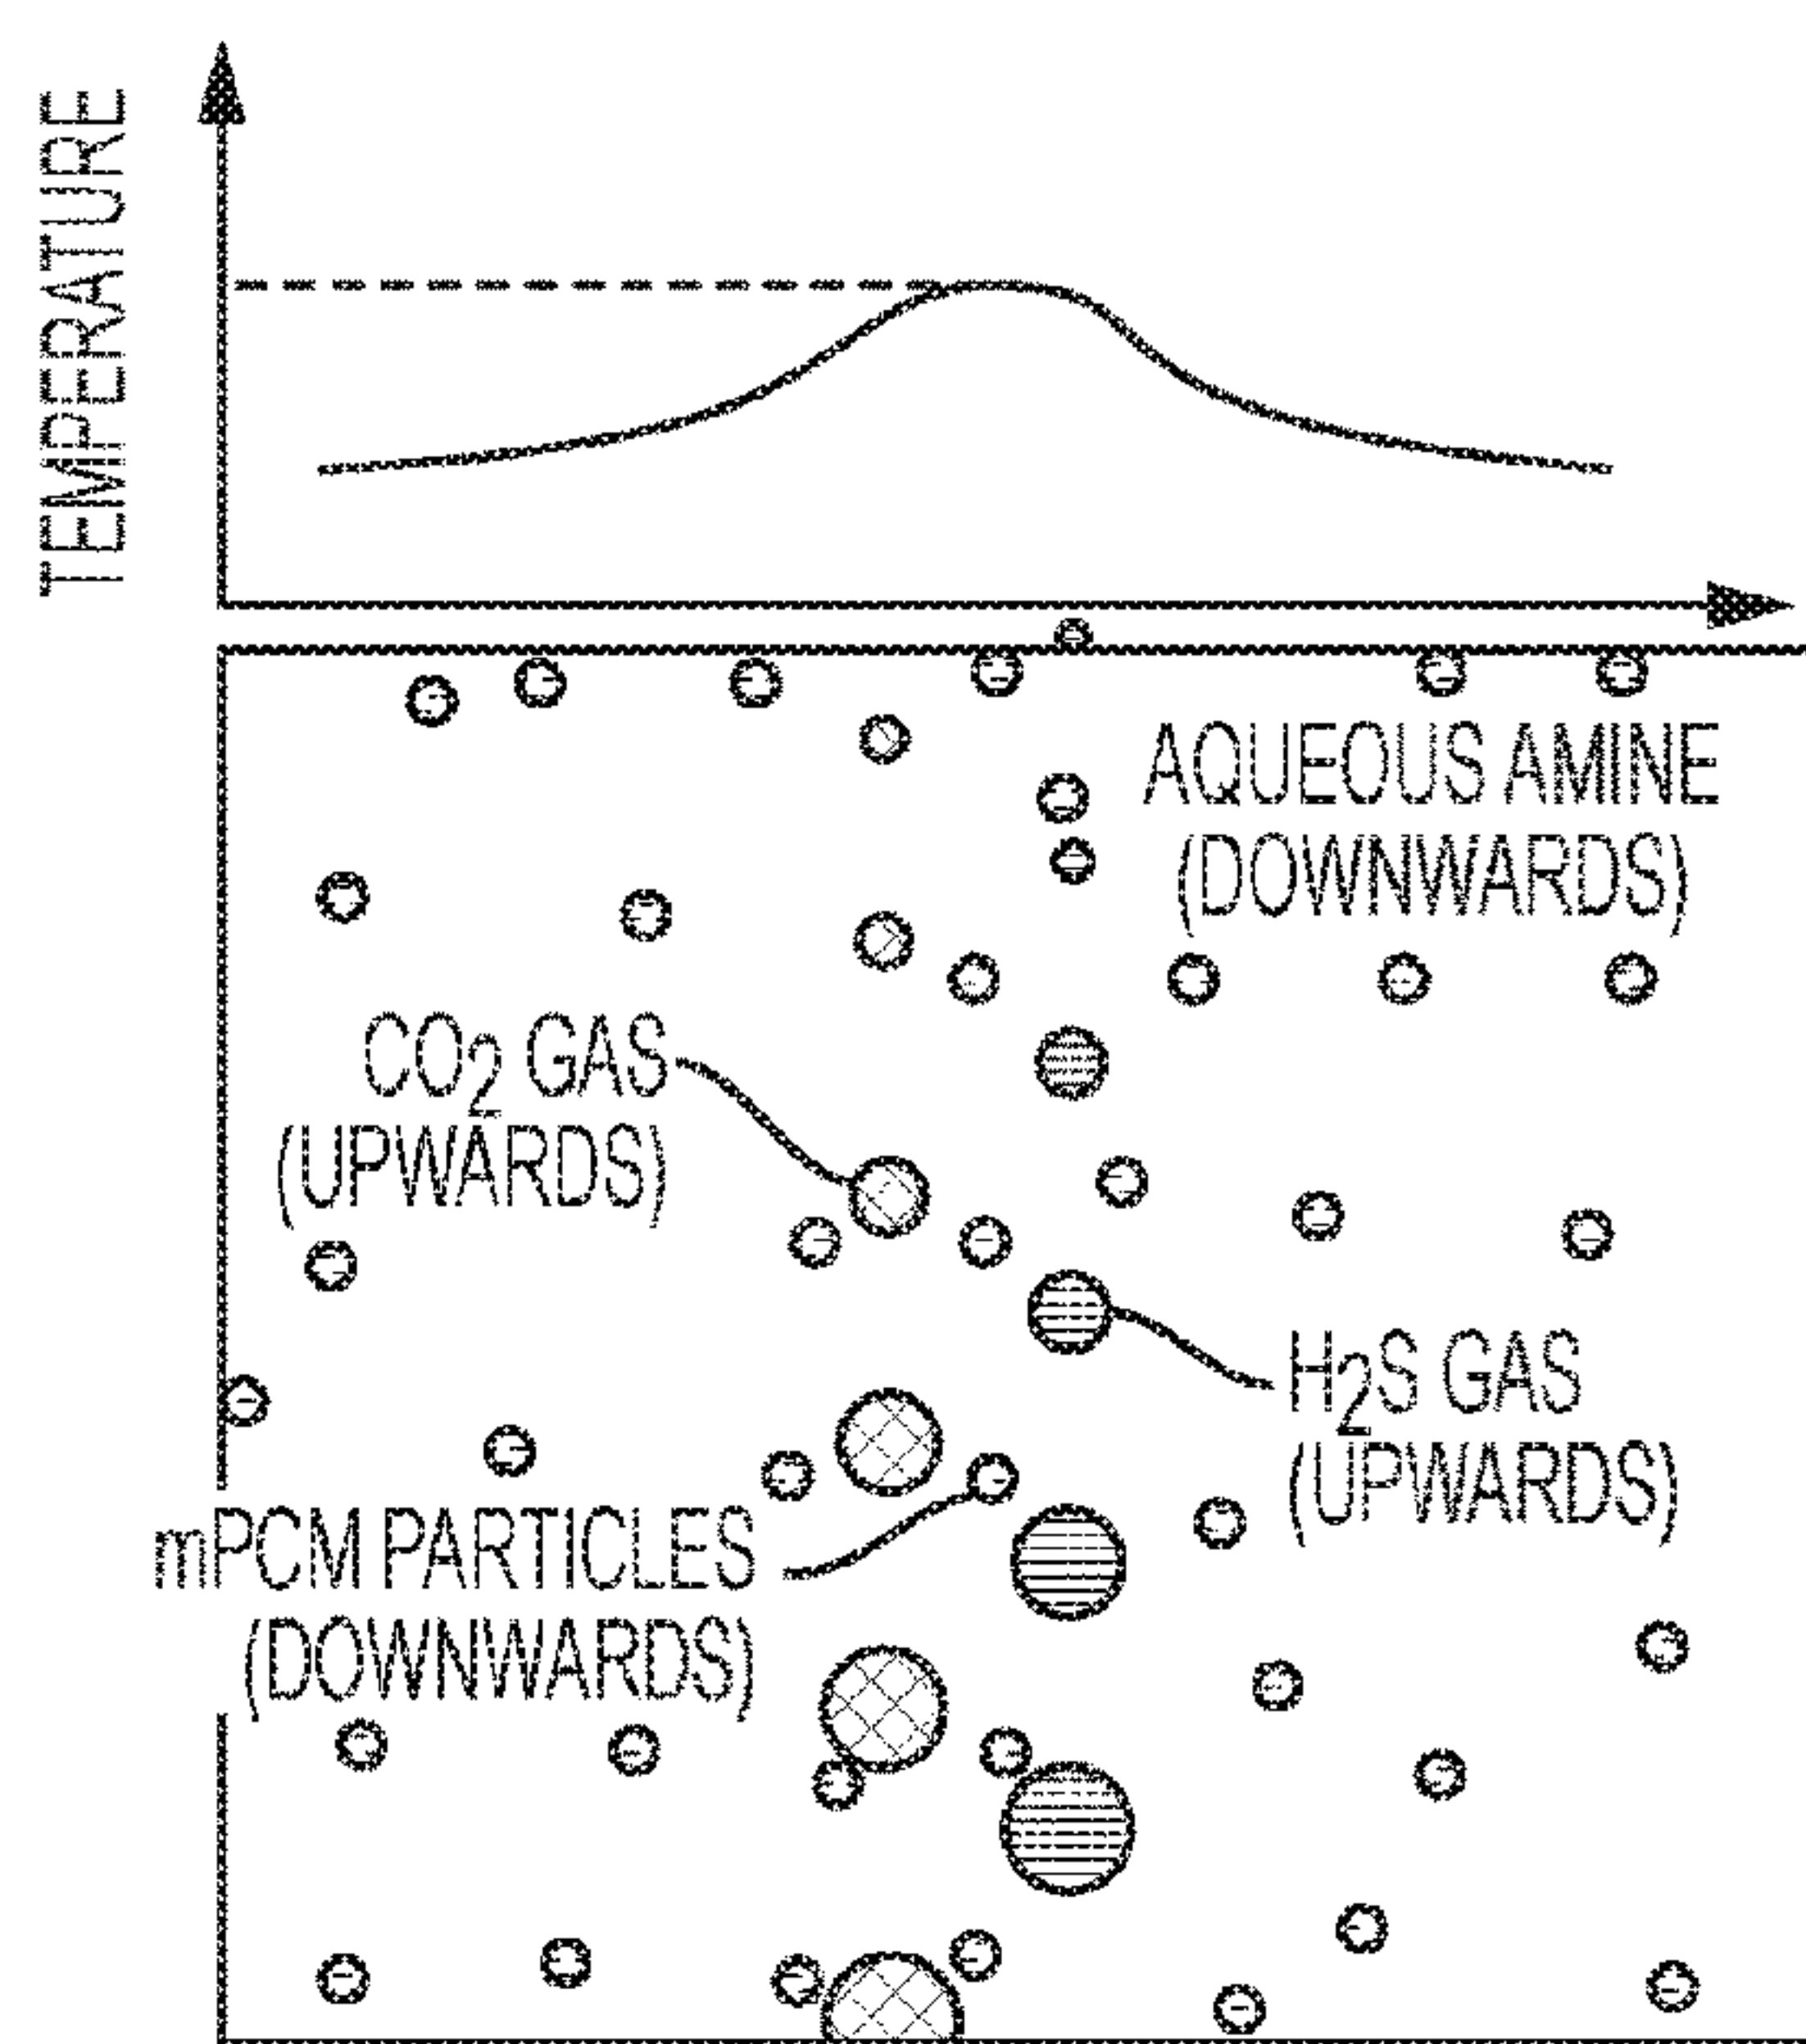 TEMPERATURE
AQUEOUS AMINE
(DOWNWARDS)
CO2 GAS
(UPWARDS)
H2S GAS
(UPWARDS)
mPCM PARTICLES
(DOWNWARDS)